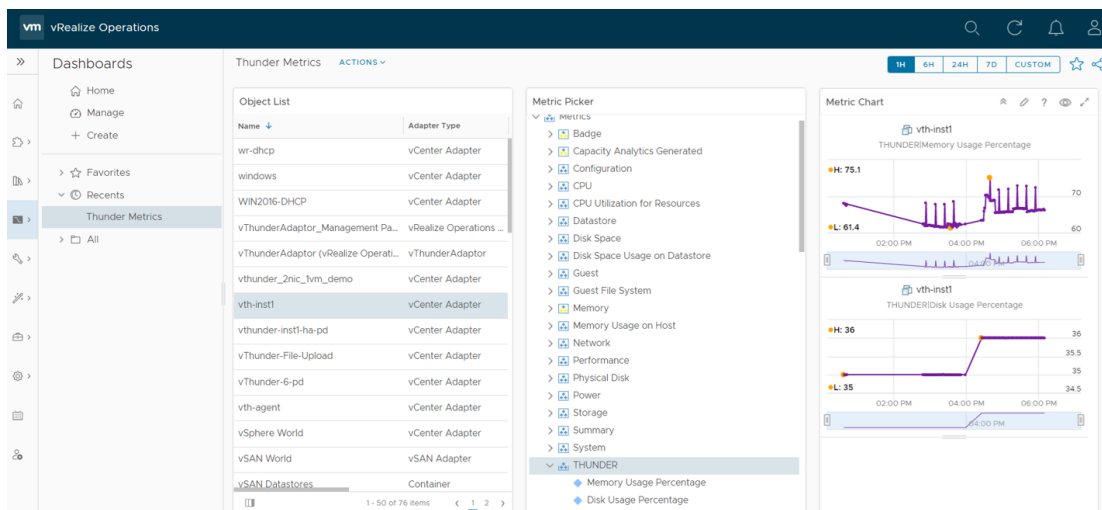 vm vRealize Operations
Dashboards
Home
Manage
Create
Favorites
Recents
Thunder Metrics
All
Thunder Metrics ACTIONS
1H 6H 24H 7D CUSTOM
Object List
Name Adapter Type
wr-dhcp vCenter Adapter
windows vCenter Adapter
WIN2016-DHCP vCenter Adapter
vThunderAdaptor_Management Pa... vRealize Operations ...
vThunderAdaptor (vRealize Operati... vThunderAdaptor
vthunder_2nic_1vm_demo vCenter Adapter
vth-inst1 vCenter Adapter
vthunder-inst1-ha-pd vCenter Adapter
vThunder-File-Upload vCenter Adapter
vThunder-6-pd vCenter Adapter
vth-agent vCenter Adapter
vSphere World vCenter Adapter
vSAN World vSAN Adapter
vSAN Datastores Container
1 - 50 of 76 items 1 2
Metric Picker
Metrics
Badge
Capacity Analytics Generated
Configuration
CPU
CPU Utilization for Resources
Datastore
Disk Space
Disk Space Usage on Datastore
Guest
Guest File System
Memory
Memory Usage on Host
Network
Performance
Physical Disk
Power
Storage
Summary
System
THUNDER
Memory Usage Percentage
Disk Usage Percentage
Metric Chart
vth-inst1
THUNDER|Memory Usage Percentage
H: 75.1
70
L: 61.4
60
02:00 PM 04:00 PM 06:00 PM
04:00 PM
vth-inst1
THUNDER|Disk Usage Percentage
H: 36
36
35.5
35
L: 35
34.5
02:00 PM 04:00 PM 06:00 PM
04:00 PM